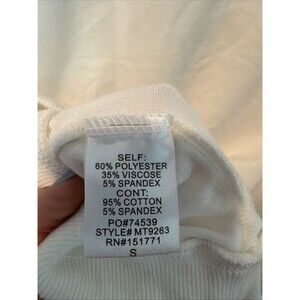 SELF:
60% POLYESTER
35% VISCOSE
5% SPANDEX
CONT:
95% COTTON
5% SPANDEX
PO#74539
STYLE# MT9263
RN#151771
S